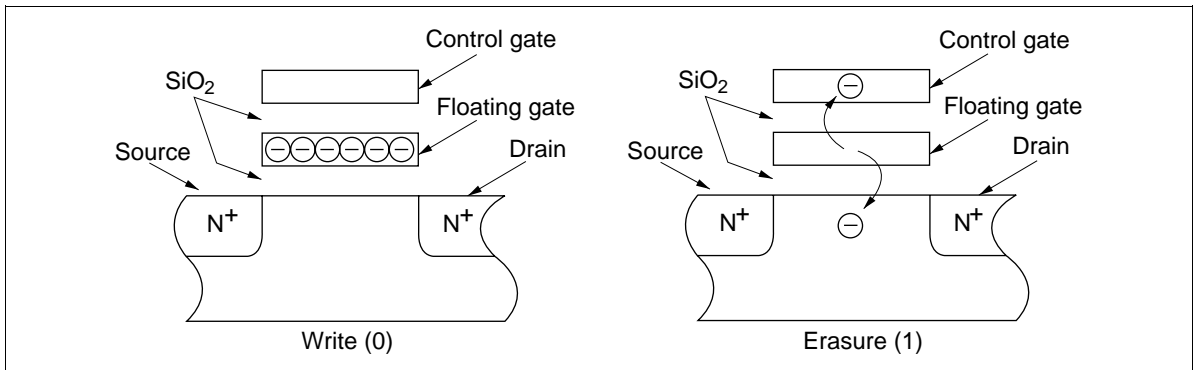 Control gate
SiO2
Floating gate
Source
Drain
N+
N+
Write (0)
Control gate
SiO2
Floating gate
Source
Drain
N+
N+
Erasure (1)